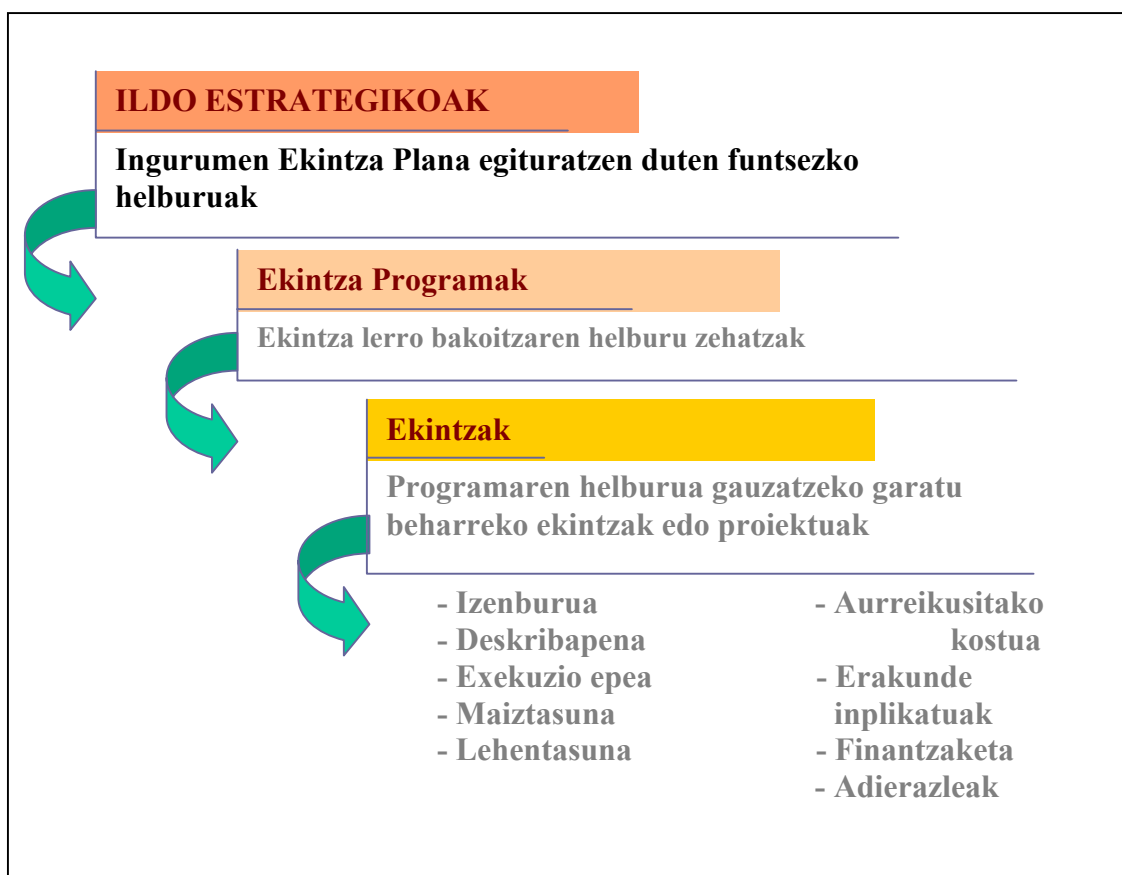 ILDO ESTRATEGIKOAK
Ingurumen Ekintza Plana egituratzen duten funtsezko
helburuak
Ekintza Programak
Ekintza lerro bakoitzaren helburu zehatzak
Ekintzak
Programaren helburua gauzatzeko garatu
beharreko ekintzak edo proiektuak
- Izenburua
- Deskribapena
- Exekuzio epea
- Maiztasuna
- Lehentasuna
- Aurreikusitako
kostua
- Erakunde
inplikatuak
- Finantzaketa
- Adierazleak